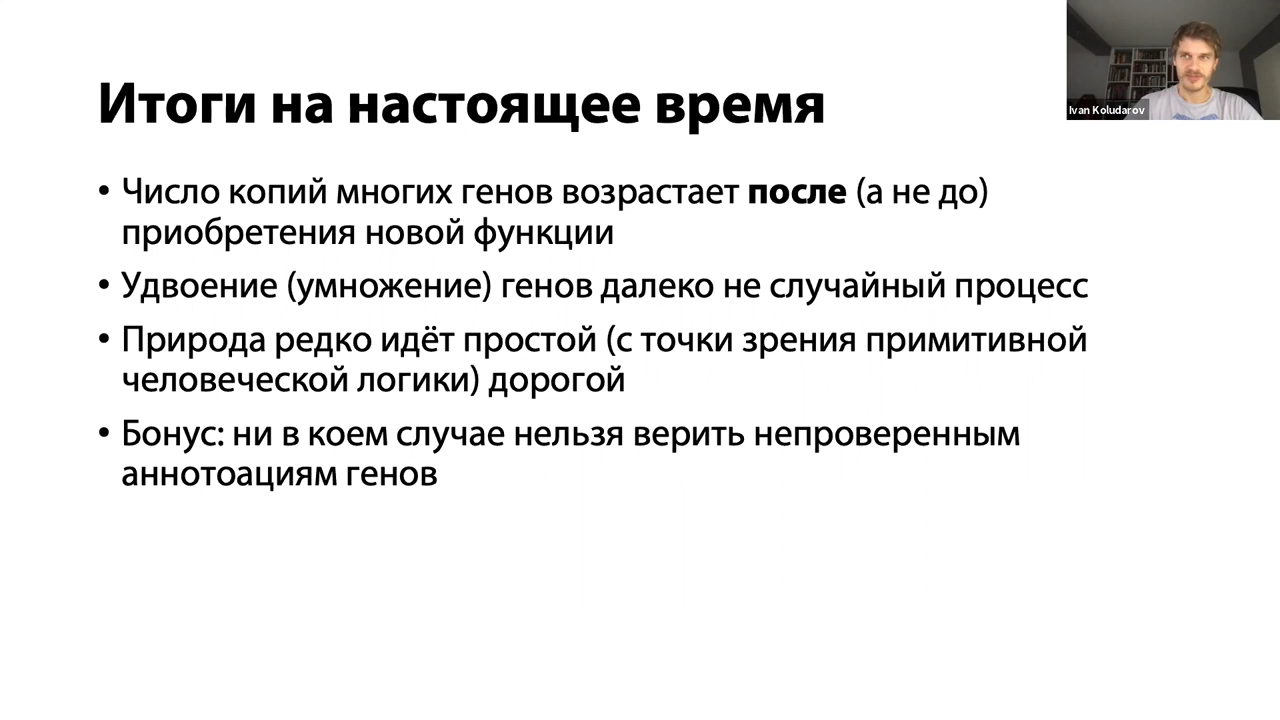 Итоги на настоящее время
Ivan Koludarov
• Число копий многих генов возрастает после (а не до)
приобретения новой функции
• Удвоение (умножение) генов далеко не случайный процесс
• Природа редко идёт простой (с точки зрения примитивной
человеческой логики) дорогой
• Бонус: ни в коем случае нельзя верить непроверенным
аннотоациям генов